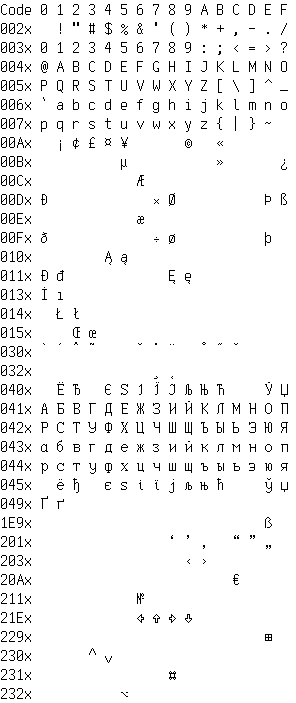 Code 0 1 2 3 4 5 6 7 8 9 A B C D E F
002x ! " # $ % & ' ( ) * + , - . /
003x 0 1 2 3 4 5 6 7 8 9 : ; < = > ?
004x @ A B C D E F G H I J K L M N O
005x P Q R S T U V W X Y Z [ \ ] ^ _
006x ` a b c d e f g h i j k l m n o
007x p q r s t u v w x y z { | } ~
00Ax ¡ ¢ £ ¤ ¥ © «
00Bx µ » ¿
00Cx Æ
00Dx Ð × Ø Þ ß
00Ex æ
00Fx ð ÷ ø þ
010x Ą ą
011x Đ đ Ę ę
013x İ ı
014x Ł ł
015x Œ œ
030x ̀ ́ ̂ ̃ ̆ ̇ ̈ ̊ ̋ ̌
032x ̧ ̨
040x Ё Ђ Є Ѕ І Ї Ј Љ Њ Ћ Ў Џ
041x А Б В Г Д Е Ж З И Й К Л М Н О П
042x Р С Т У Ф Х Ц Ч Ш Щ Ъ Ы Ь Э Ю Я
043x а б в г д е ж з и й к л м н о п
044x р с т у ф х ц ч ш щ ъ ы ь э ю я
045x ё ђ є ѕ і ї ј љ њ ћ ў џ
049x Ґ ґ
1E9x ẞ
201x ‘ ’ ‚ “ ” „
203x ‹ ›
20Ax €
211x №
21Ex ⇦ ⇧ ⇨ ⇩
229x ⊞
230x ⌃ ⌄
231x ⌘
232x ⌥